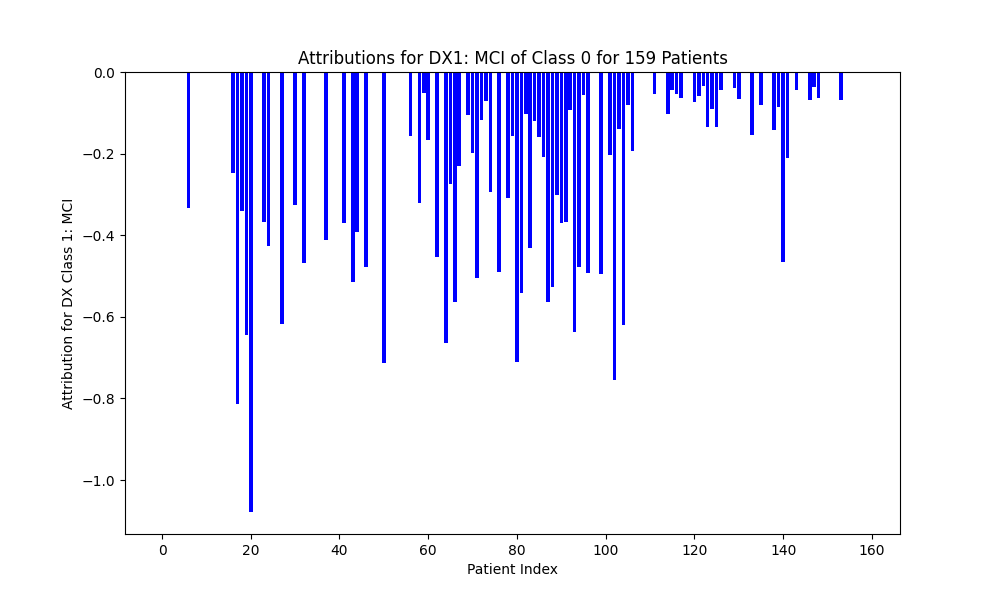 Attributions for DX1: MCI of Class 0 for 159 Patients
Attribution for DX Class 1: MCI
0.0
−0.2
−0.4
−0.6
−0.8
−1.0
0 20 40 60 80 100 120 140 160
Patient Index